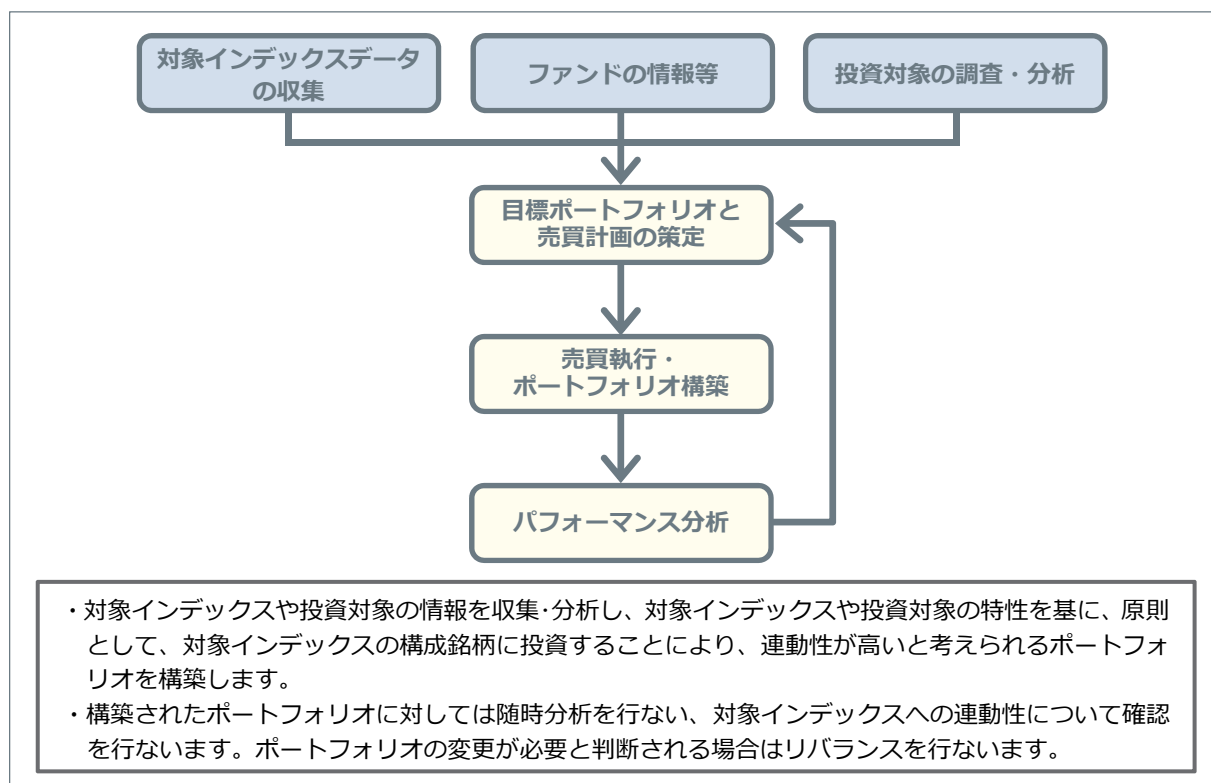 対象インデックスデータ
の収集
ファンドの情報等
投資対象の調査・分析
目標ポートフォリオと
売買計画の策定
売買執行・
ポートフォリオ構築
パフォーマンス分析
・対象インデックスや投資対象の情報を収集・分析し、対象インデックスや投資対象の特性を基に、原則
として、対象インデックスの構成銘柄に投資することにより、連動性が高いと考えられるポートフォ
リオを構築します。
・構築されたポートフォリオに対しては随時分析を行ない、対象インデックスへの連動性について確認
を行ないます。ポートフォリオの変更が必要と判断される場合はリバランスを行ないます。